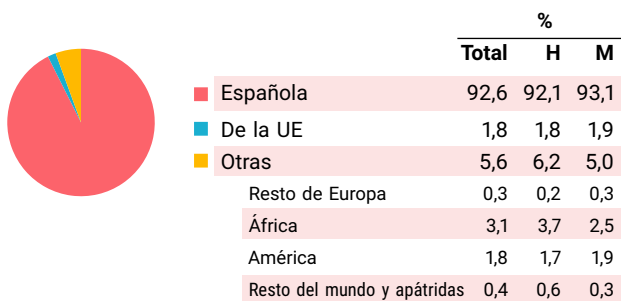 %
Total H M
Española 92,6 92,1 93,1
De la UE 1,8 1,8 1,9
Otras 5,6 6,2 5,0
Resto de Europa 0,3 0,2 0,3
África 3,1 3,7 2,5
América 1,8 1,7 1,9
Resto del mundo y apátridas 0,4 0,6 0,3